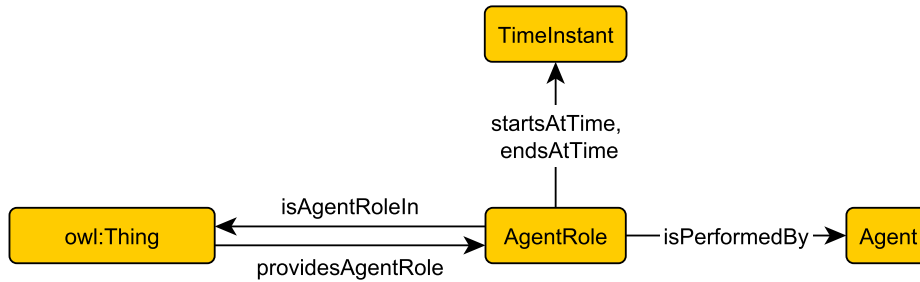 TimeInstant
startsAtTime,
endsAtTime
isAgentRoleIn
owl:Thing
AgentRole
isPerformedBy
Agent
providesAgentRole